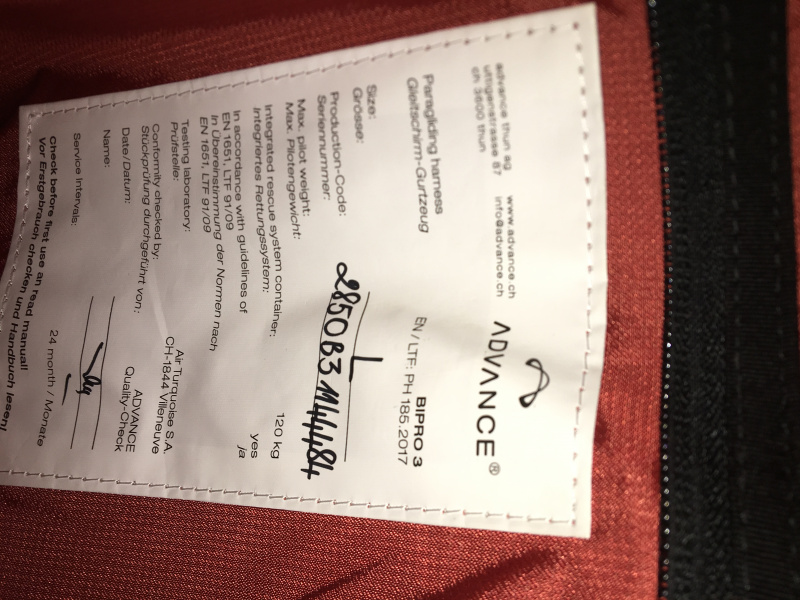 advance thun ag www.advance.ch
uttigenstrasse 87 info@advance.ch
ch 3600 thun
ADVANCE®
Paragliding harness BIPRO 3
Gleitschirm-Gurtzeug EN / LTF: PH 185.2017
Size: L
Grösse:
Production-Code:
Seriennummer:
Max. pilot weight: 120 kg
Max. Pilotengewicht:
Integrated rescue system container: yes
Integriertes Rettungssystem: ja
In accordance with guidelines of
EN 1651, LTF 91/09
In Übereinstimmung der Normen nach
EN 1651, LTF 91/09
Testing laboratory: Air Turquoise S.A.
Prüfstelle: CH-1844 Villeneuve
Conformity checked by: ADVANCE
Stückprüfung durchgeführt von: Quality-Check
Date/Datum:
Name:
Service Intervals: 24 month / Monate
Check before first use an read manual!
Vor Erstgebrauch checken und Handbuch lesen!